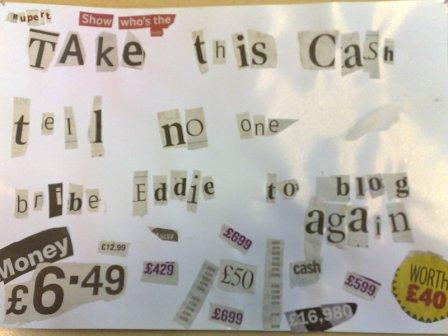 Rupert Show who's the
TAke this Cash
tell no one
bribe Eddie to blog
again
Money
£6.49
£12.99
£699
£429
£50
cash
£599
WORTH
£40
£699
£16,980